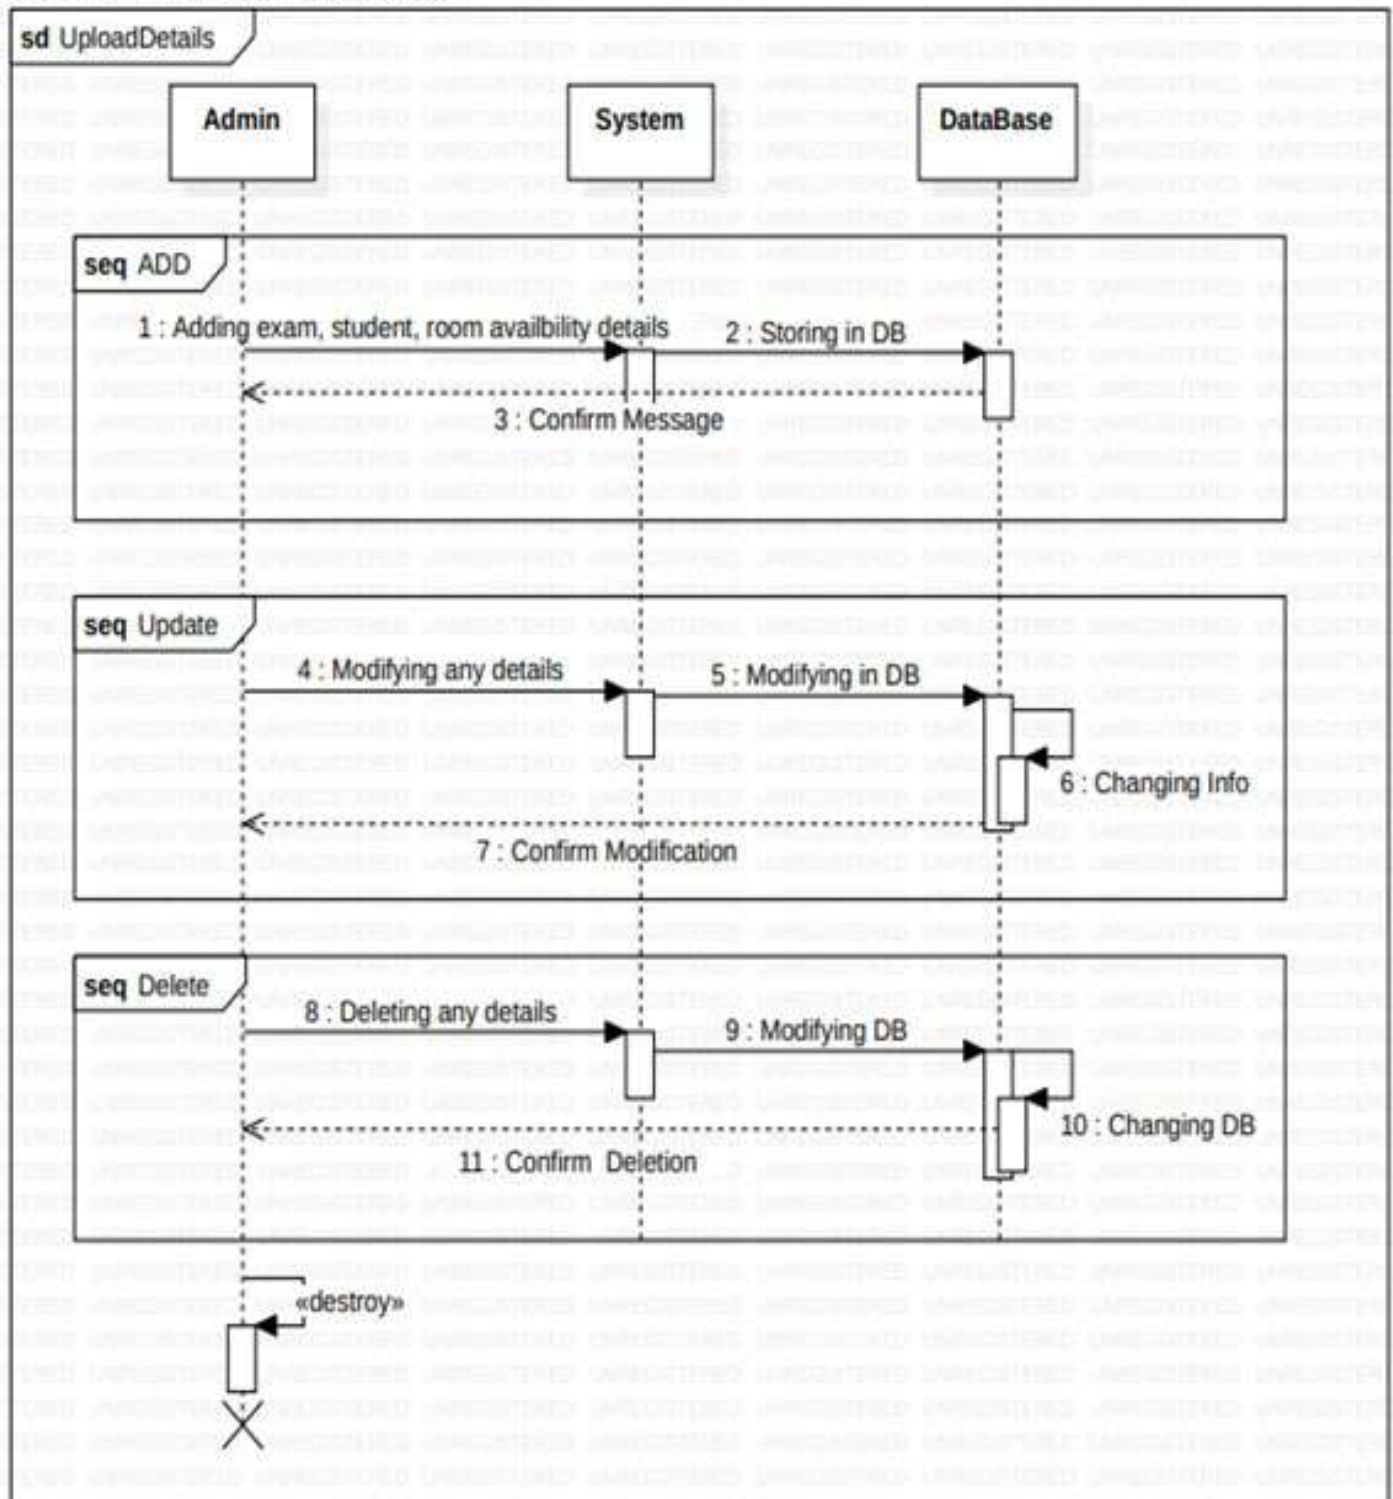 sd UploadDetails
Admin
System
DataBase
seq ADD
1 : Adding exam, student, room availbility details
2 : Storing in DB
3 : Confirm Message
seq Update
4 : Modifying any details
5 : Modifying in DB
6 : Changing Info
7 : Confirm Modification
seq Delete
8 : Deleting any details
9 : Modifying DB
10 : Changing DB
11 : Confirm  Deletion
«destroy»